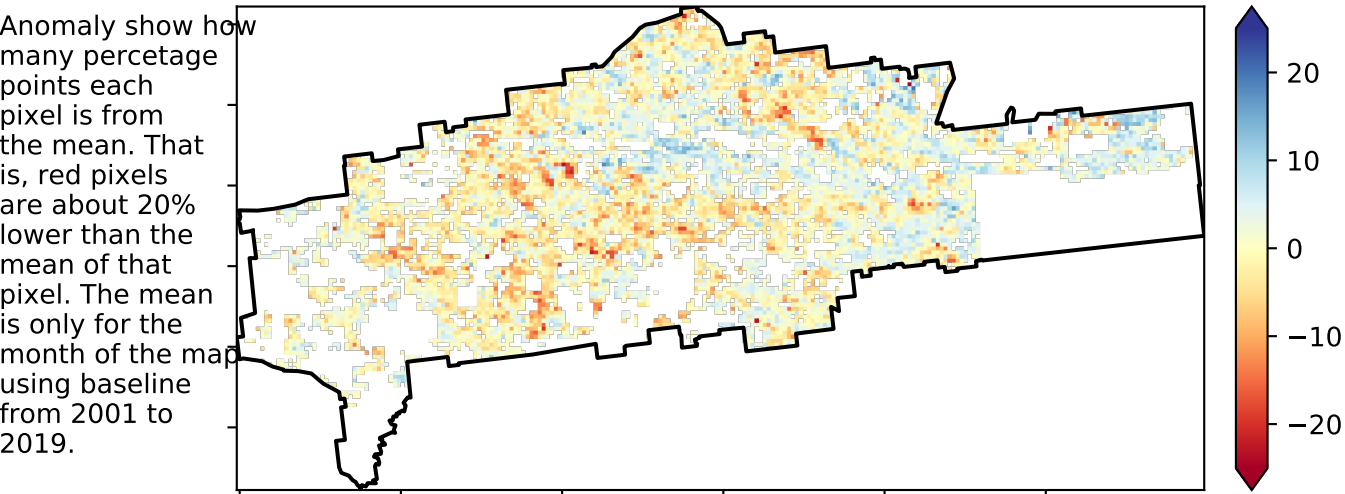 Anomaly show how
many percetage
points each
pixel is from
the mean. That
is, red pixels
are about 20%
lower than the
mean of that
pixel. The mean
is only for the
month of the map
using baseline
from 2001 to
2019.
20
10
0
−10
−20